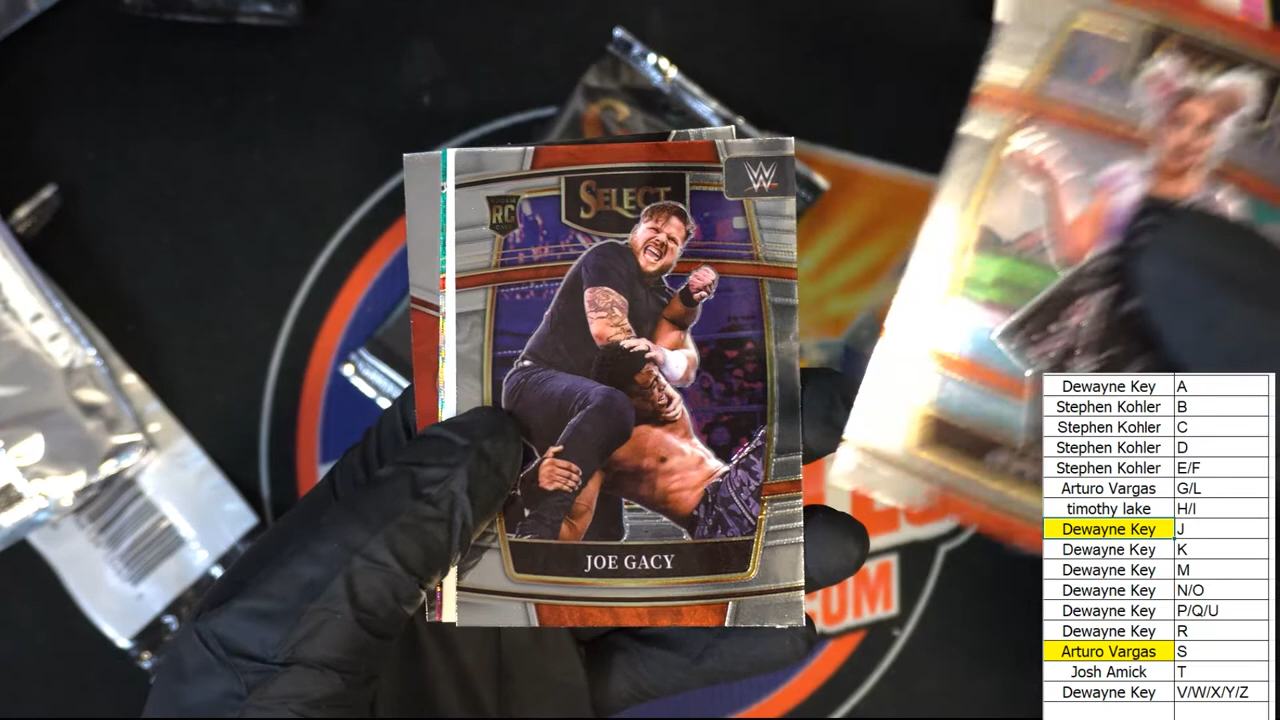 W
SELECT
RC
JOE GACY
.COM
Dewayne Key A
Stephen Kohler B
Stephen Kohler C
Stephen Kohler D
Stephen Kohler E/F
Arturo Vargas G/L
timothy lake H/I
Dewayne Key J
Dewayne Key K
Dewayne Key M
Dewayne Key N/O
Dewayne Key P/Q/U
Dewayne Key R
Arturo Vargas S
Josh Amick T
Dewayne Key V/W/X/Y/Z